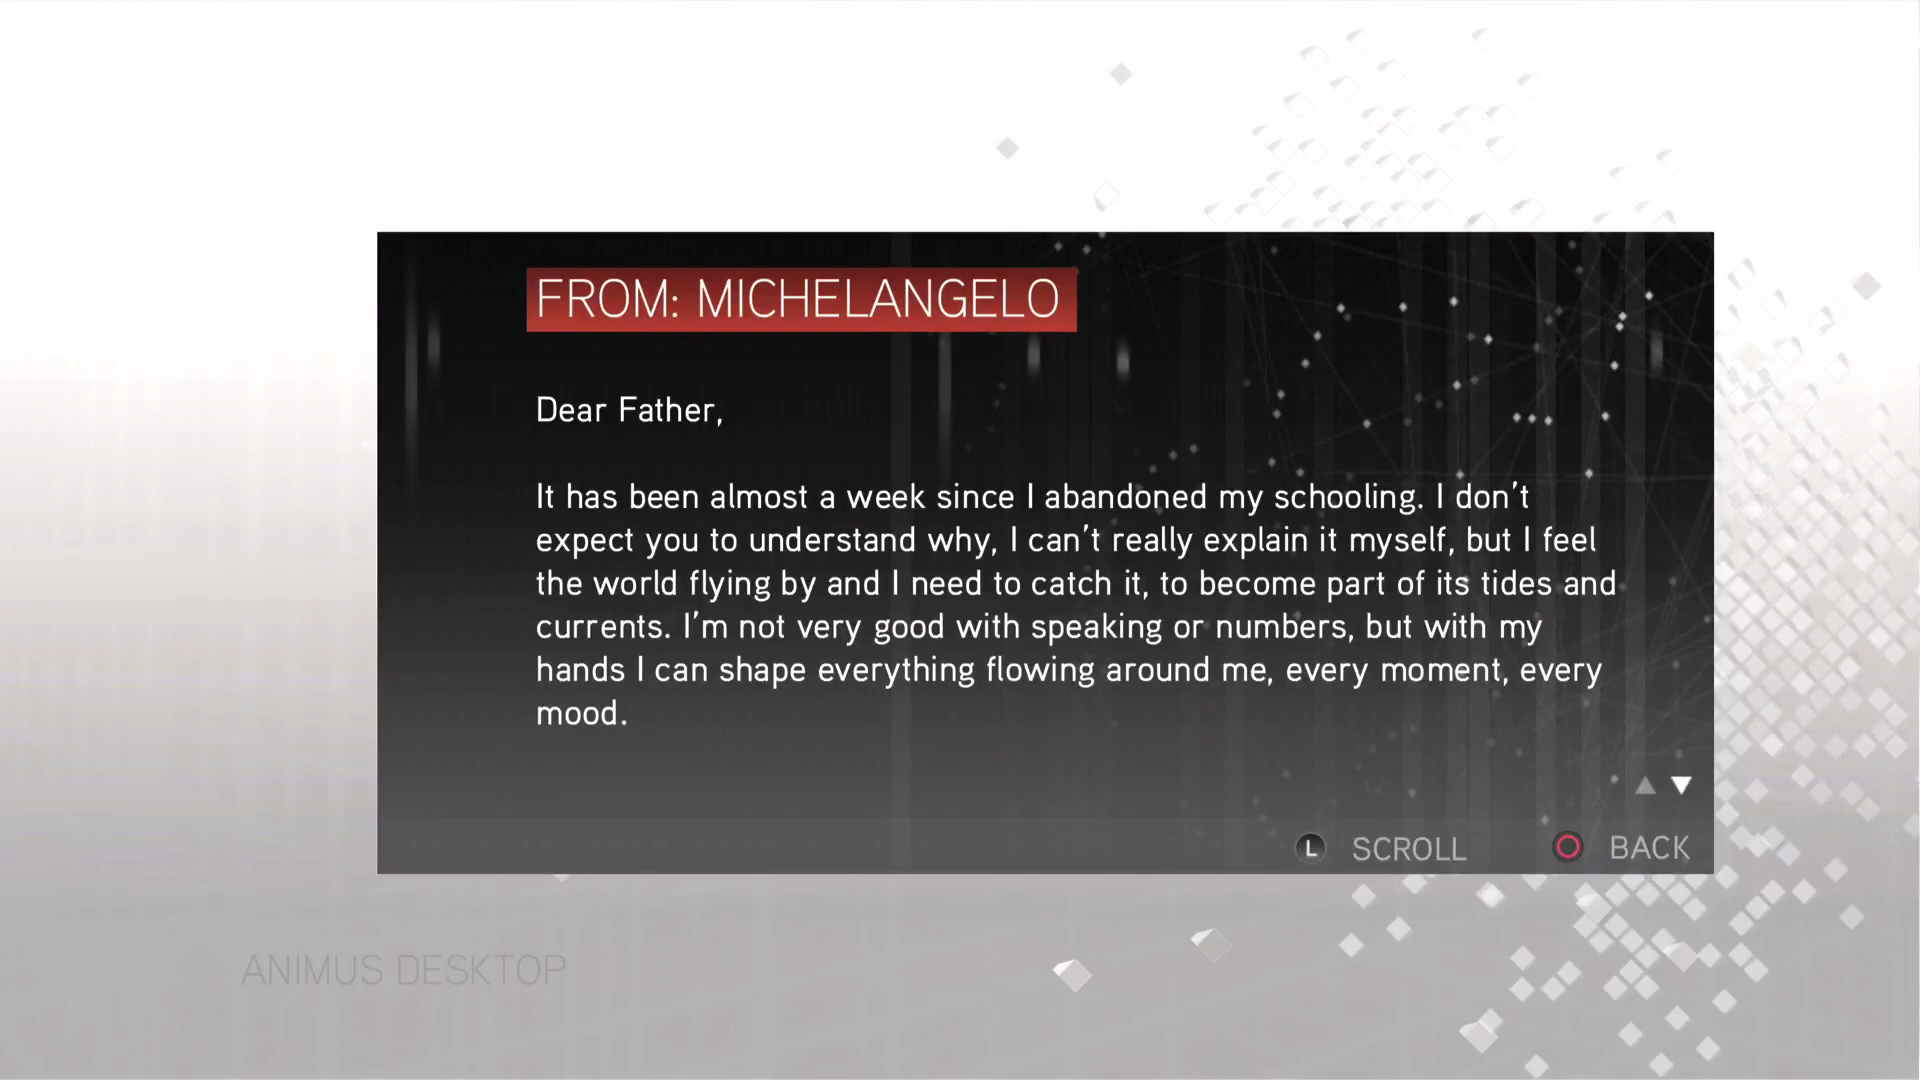 FROM: MICHELANGELO
Dear Father,
It has been almost a week since I abandoned my schooling. I don't
expect you to understand why, I can't really explain it myself, but I feel
the world flying by and I need to catch it, to become part of its tides and
currents. I'm not very good with speaking or numbers, but with my
hands I can shape everything flowing around me, every moment, every
mood.
L SCROLL BACK
ANIMUS DESKTOP